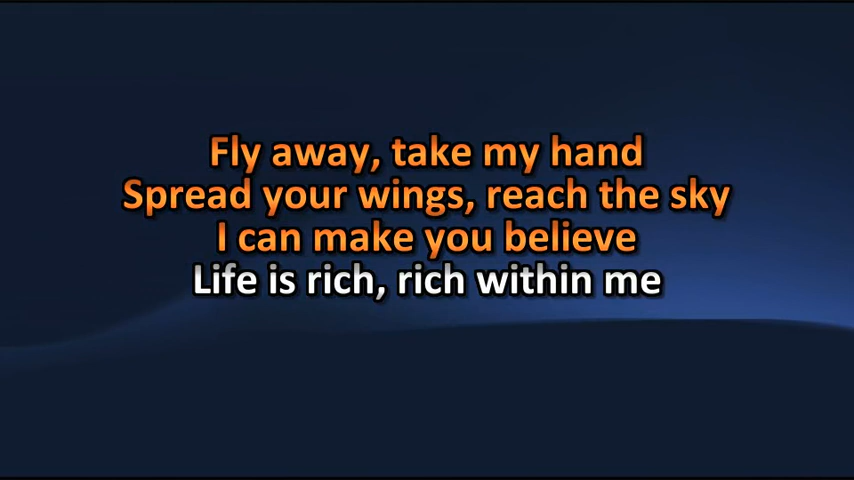 Fly away, take my hand
Spread your wings, reach the sky
I can make you believe
Life is rich, rich within me